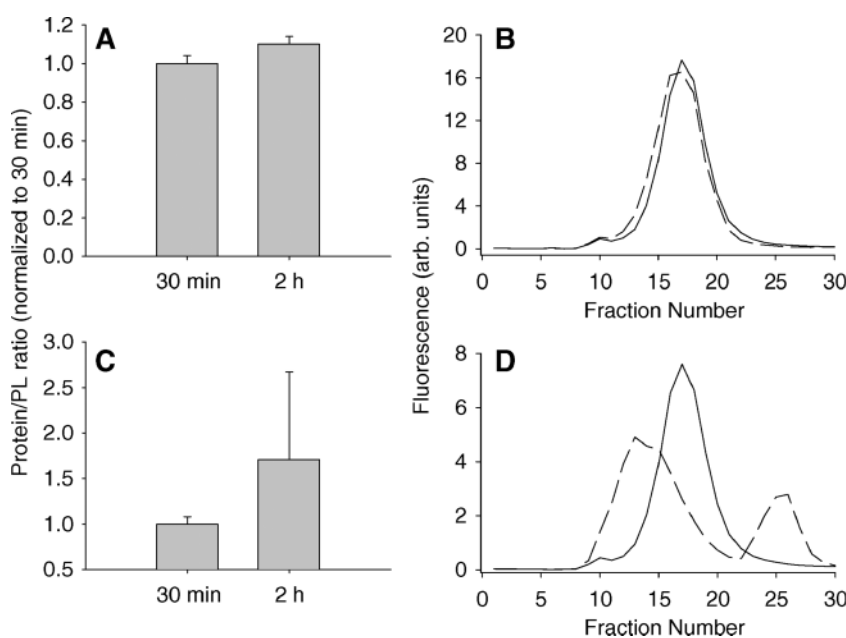 Protein/PL ratio (normalized to 30 min)
A
1.2
1.0
0.8
0.6
0.4
0.2
0.0
30 min 2 h
C
3.0
2.5
2.0
1.5
1.0
0.5
30 min 2 h
Fluorescence (arb. units)
B
20
16
12
8
4
0
0 5 10 15 20 25 30
Fraction Number
D
8
6
4
2
0
0 5 10 15 20 25 30
Fraction Number